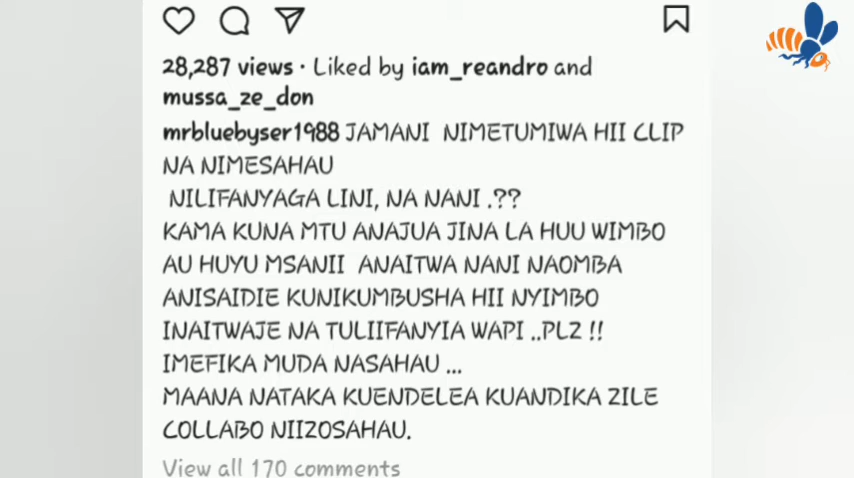 28,287 views · Liked by iam_reandro and
mussa_ze_don
mrbluebyser1988 JAMANI NIMETUMIWA HII CLIP
NA NIMESAHAU
NILIFANYAGA LINI, NA NANI .??
KAMA KUNA MTU ANAJUA JINA LA HUU WIMBO
AU HUYU MSANII ANAITWA NANI NAOMBA
ANISAIDIE KUNIKUMBUSHA HII NYIMBO
INAITWAJE NA TULIIFANYIA WAPI ..PLZ !!
IMEFIKA MUDA NASAHAU ...
MAANA NATAKA KUENDELEA KUANDIKA ZILE
COLLABO NIIZOSAHAU.
View all 170 comments